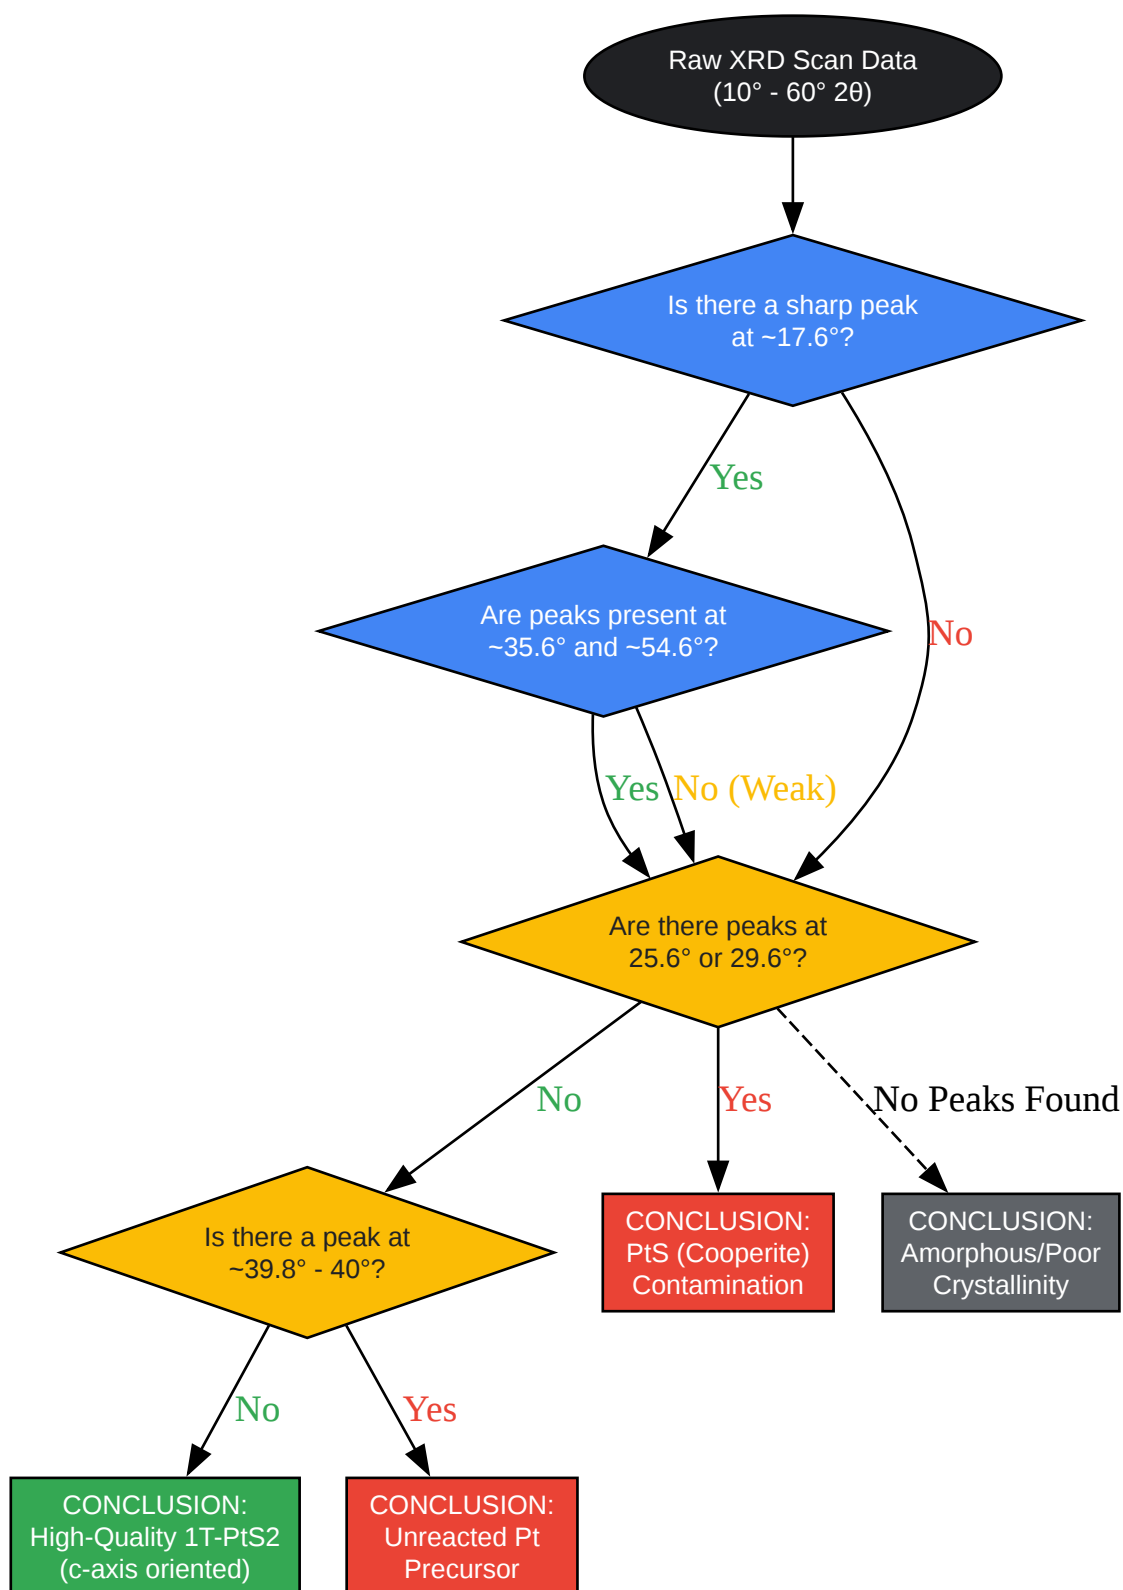 Raw XRD Scan Data
(10° - 60° 2θ)
Is there a sharp peak
at ~17.6°?
Yes
Are peaks present at
~35.6° and ~54.6°?
No
Yes
No (Weak)
Are there peaks at
25.6° or 29.6°?
No
Yes
No Peaks Found
Is there a peak at
~39.8° - 40°?
CONCLUSION:
PtS (Cooperite)
Contamination
CONCLUSION:
Amorphous/Poor
Crystallinity
No
Yes
CONCLUSION:
High-Quality 1T-PtS2
(c-axis oriented)
CONCLUSION:
Unreacted Pt
Precursor